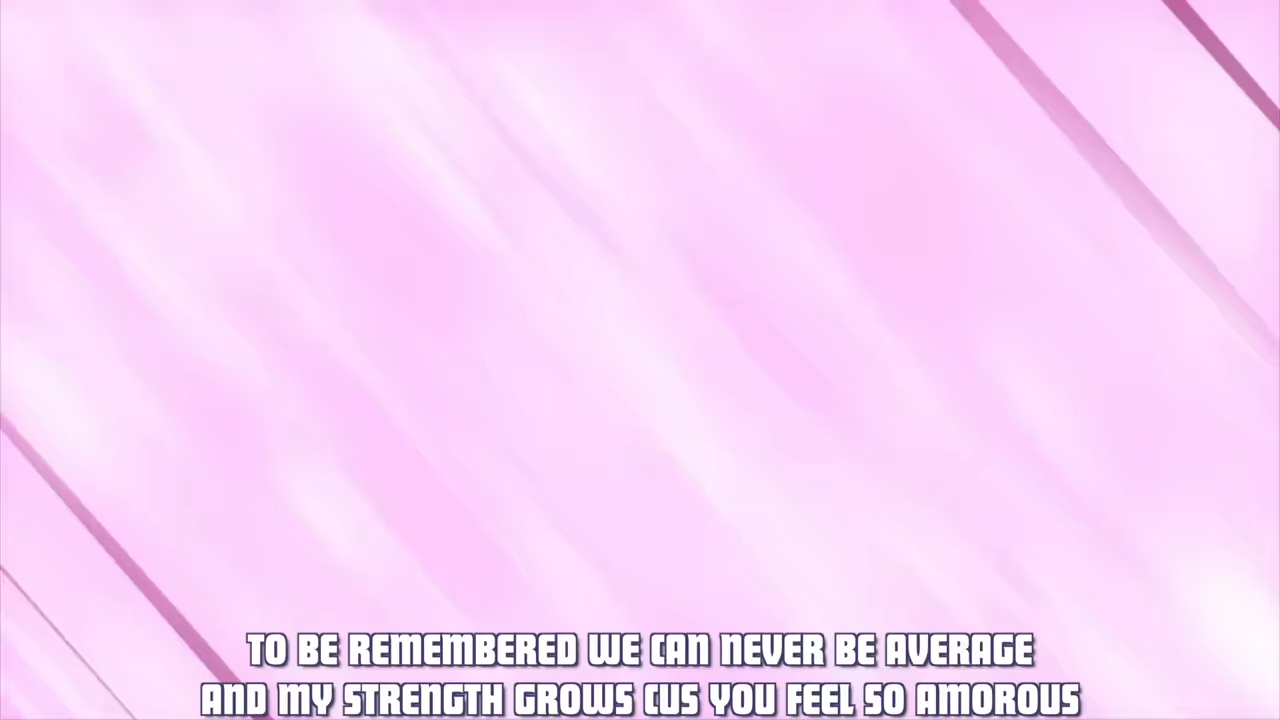 TO BE REMEMBERED WE CAN NEVER BE AVERAGE
AND MY STRENGTH GROWS CUS YOU FEEL SO AMOROUS